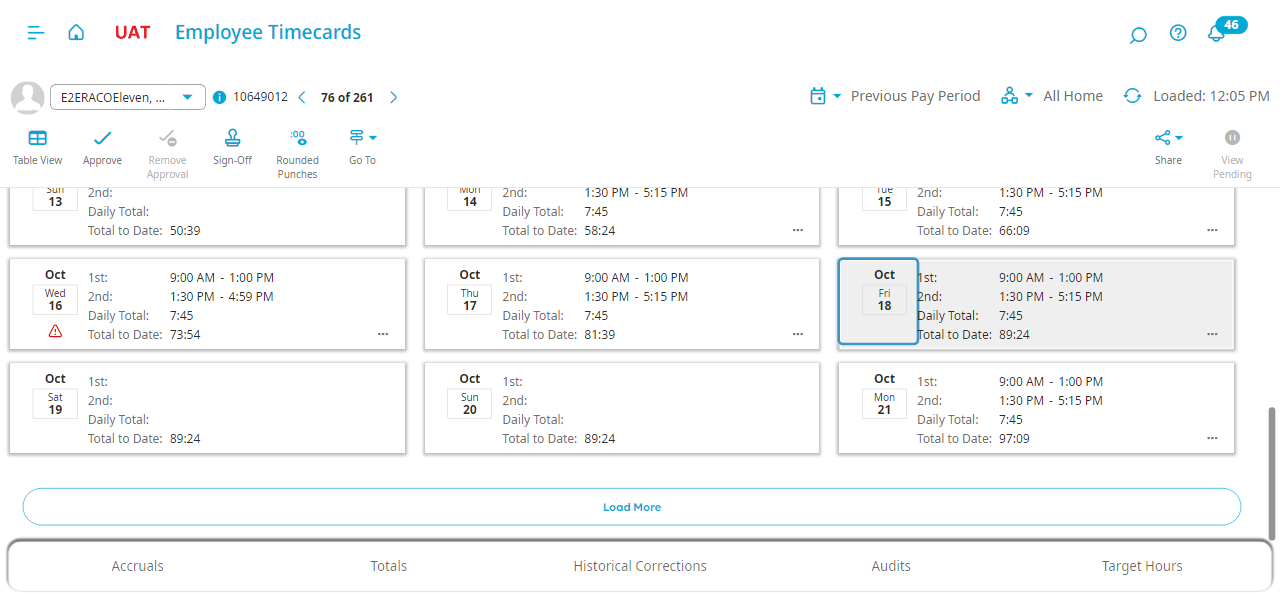 UAT Employee Timecards 46
E2ERACOEleven, ... 10649012 76 of 261 Previous Pay Period All Home Loaded: 12:05 PM
Table View Approve Remove Approval Sign-Off :00 Rounded Punches Go To Share View Pending
Sun 13
2nd:
Daily Total:
Total to Date: 50:39
Mon 14
2nd: 1:30 PM - 5:15 PM
Daily Total: 7:45
Total to Date: 58:24 ...
Tue 15
2nd: 1:30 PM - 5:15 PM
Daily Total: 7:45
Total to Date: 66:09 ...
Oct Wed 16
1st: 9:00 AM - 1:00 PM
2nd: 1:30 PM - 4:59 PM
Daily Total: 7:45
Total to Date: 73:54 ...
Oct Thu 17
1st: 9:00 AM - 1:00 PM
2nd: 1:30 PM - 5:15 PM
Daily Total: 7:45
Total to Date: 81:39 ...
Oct Fri 18
1st: 9:00 AM - 1:00 PM
2nd: 1:30 PM - 5:15 PM
Daily Total: 7:45
Total to Date: 89:24 ...
Oct Sat 19
1st:
2nd:
Daily Total:
Total to Date: 89:24
Oct Sun 20
1st:
2nd:
Daily Total:
Total to Date: 89:24
Oct Mon 21
1st: 9:00 AM - 1:00 PM
2nd: 1:30 PM - 5:15 PM
Daily Total: 7:45
Total to Date: 97:09 ...
Load More
Accruals Totals Historical Corrections Audits Target Hours